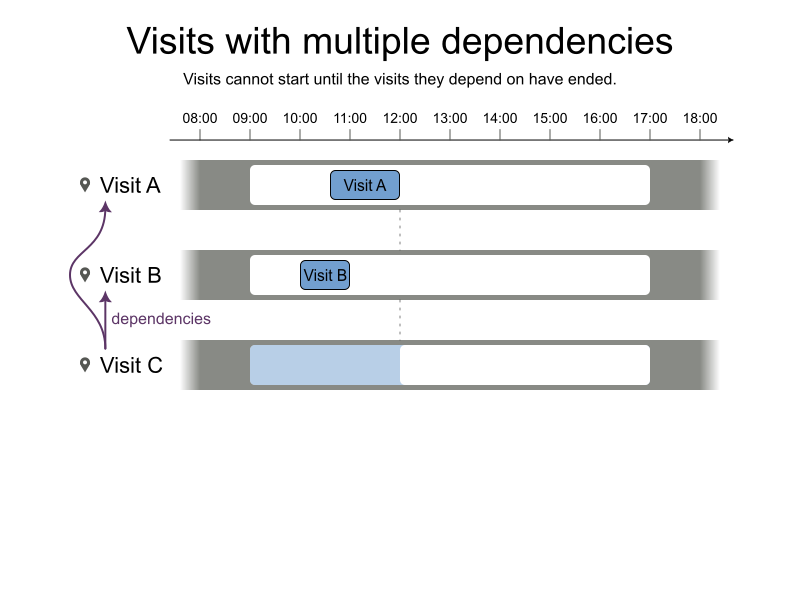 Visits with multiple dependencies
Visits cannot start until the visits they depend on have ended.
08:00 09:00 10:00 11:00 12:00 13:00 14:00 15:00 16:00 17:00 18:00
Visit A
Visit A
Visit B
Visit B
dependencies
Visit C